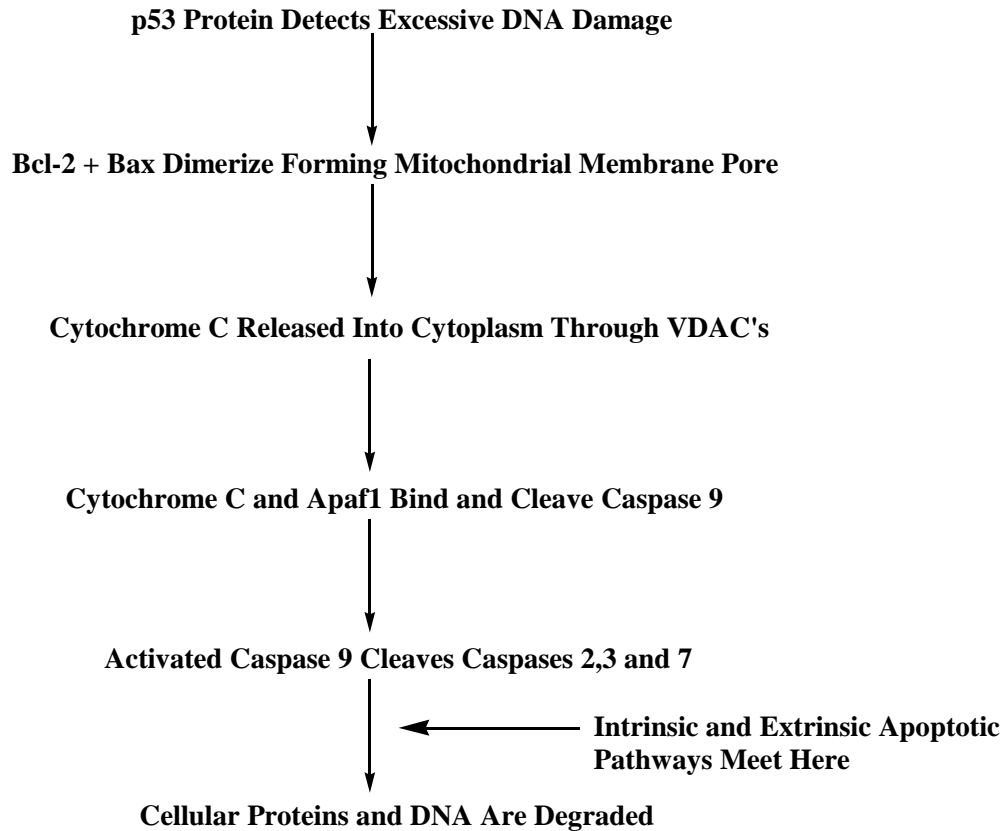 p53 Protein Detects Excessive DNA Damage
Bcl-2 + Bax Dimerize Forming Mitochondrial Membrane Pore
Cytochrome C Released Into Cytoplasm Through VDAC's
Cytochrome C and Apaf1 Bind and Cleave Caspase 9
Activated Caspase 9 Cleaves Caspases 2,3 and 7
Intrinsic and Extrinsic Apoptotic
Pathways Meet Here
Cellular Proteins and DNA Are Degraded